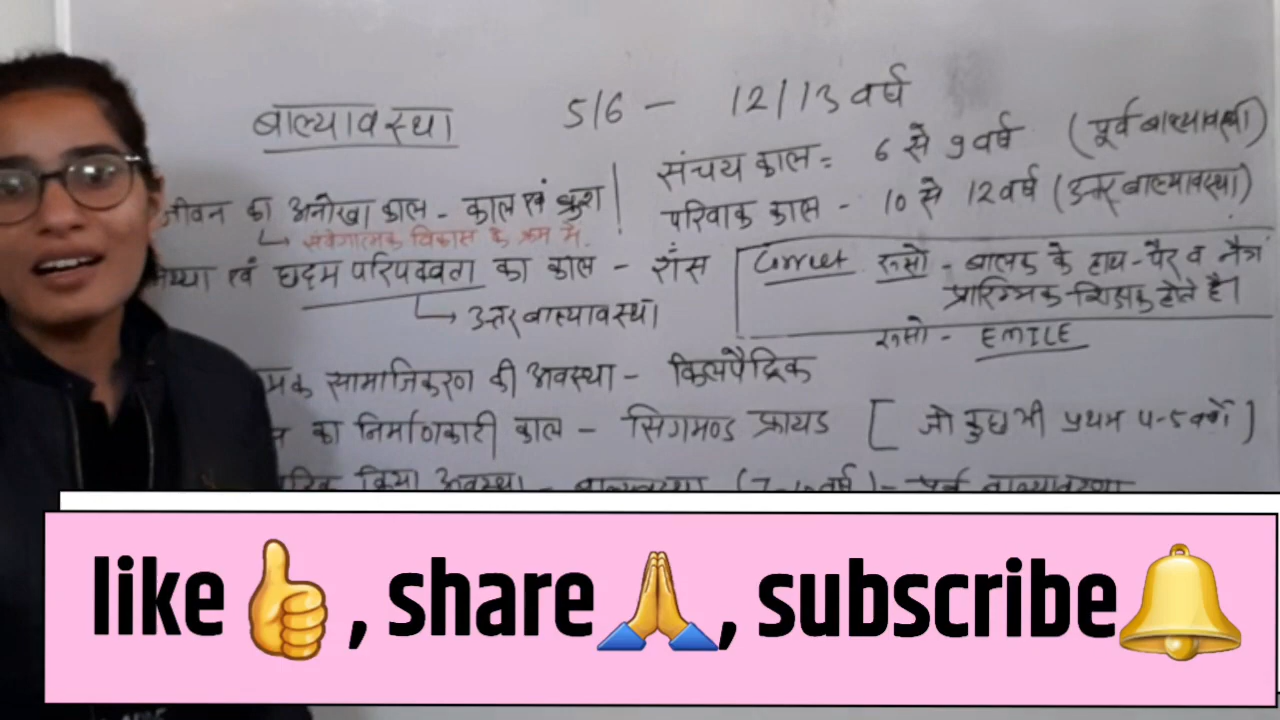 बाल्यावस्था 5/6 - 12/13 वर्ष
संचय काल = 6 से 9 वर्ष (पूर्व बाल्यावस्था)
जीवन का अनोखा काल - काल एवं ब्रुश
परिवाक काल - 10 से 12 वर्ष (उत्तर बाल्यावस्था)
संवेगात्मक विकास के क्रम में
एवं छद्म परिपक्वता का काल - रॉस
Correct रूसो - बालक के हाथ-पैर व नैत्र
प्रारम्भिक शिक्षक होते है।
उत्तर बाल्यावस्था
रूसो - EMILE
सामाजिकरण की अवस्था - किलपैट्रिक
का निर्माणकारी काल - सिगमण्ड फ्रायड [ जो कुछ भी प्रथम 4-5 वर्षों ]
क्रिया अवस्था - पूर्व बाल्यावस्था
like👍, share🙏, subscribe🔔